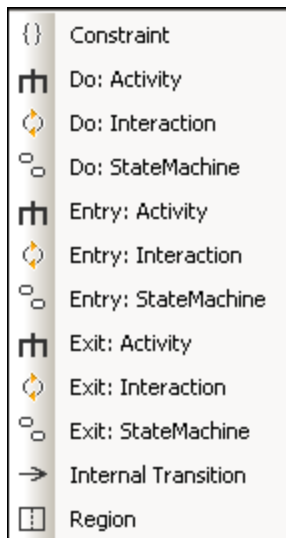 {} Constraint
Do: Activity
Do: Interaction
Do: StateMachine
Entry: Activity
Entry: Interaction
Entry: StateMachine
Exit: Activity
Exit: Interaction
Exit: StateMachine
Internal Transition
Region